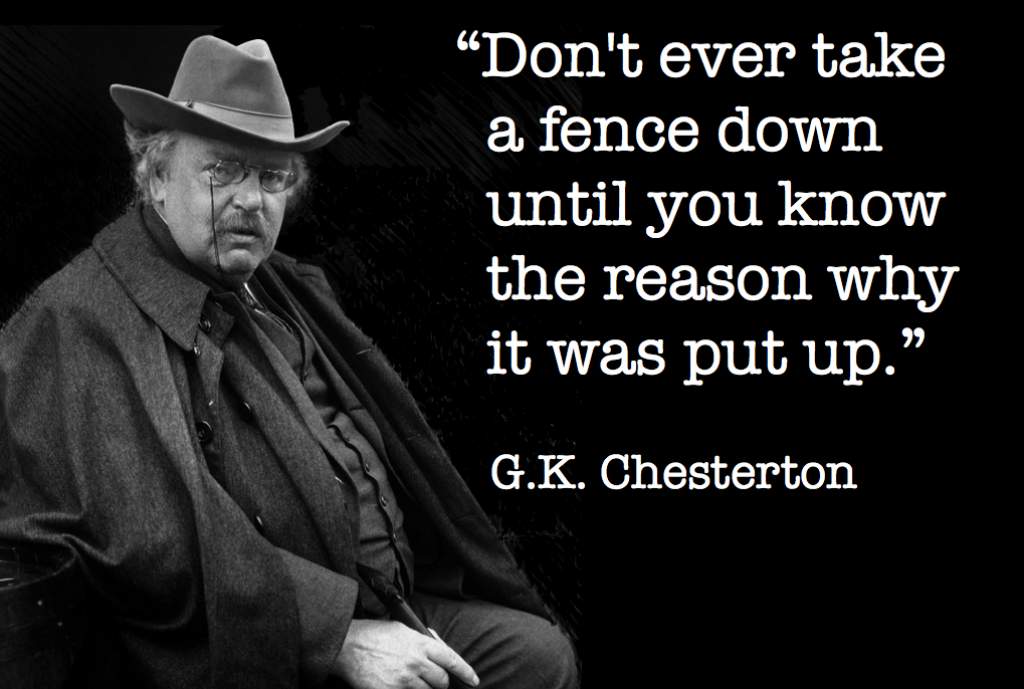 “Don't ever take
a fence down
until you know
the reason why
it was put up.”
G.K. Chesterton